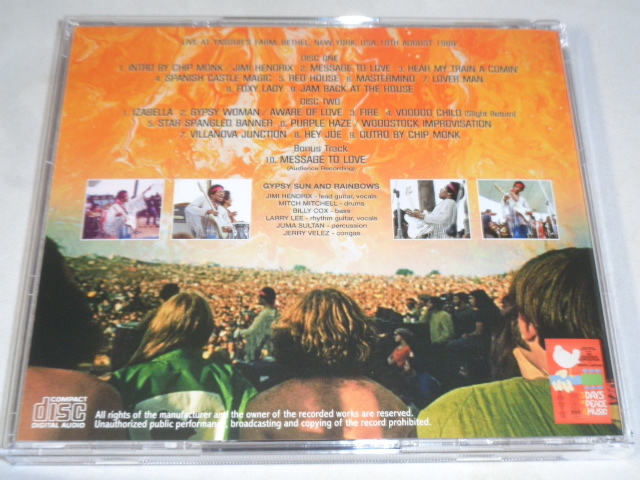 LIVE AT YASGUR'S FARM, BETHEL, NEW YORK, USA 18TH AUGUST 1969
DISC ONE
1. INTRO BY CHIP MONK - JIMI HENDRIX 2. MESSAGE TO LOVE 3. HEAR MY TRAIN A COMIN'
4. SPANISH CASTLE MAGIC 5. RED HOUSE 6. MASTERMIND 7. LOVER MAN
8. FOXY LADY 9. JAM BACK AT THE HOUSE
DISC TWO
1. IZABELLA 2. GYPSY WOMAN / AWARE OF LOVE 3. FIRE 4. VOODOO CHILD (Slight Return)
5. STAR SPANGLED BANNER 6. PURPLE HAZE / WOODSTOCK IMPROVISATION
7. VILLANOVA JUNCTION 8. HEY JOE 9. OUTRO BY CHIP MONK
Bonus Track
10. MESSAGE TO LOVE
(Audience Recording)
GYPSY SUN AND RAINBOWS
JIMI HENDRIX - lead guitar, vocals
MITCH MITCHELL - drums
BILLY COX - bass
LARRY LEE - rhythm guitar, vocals
JUMA SULTAN - percussion
JERRY VELEZ - congas
COMPACT
disc
DIGITAL AUDIO
All rights of the manufacturer and the owner of the recorded works are reserved.
Unauthorized public performance, broadcasting and copying of the record prohibited.
DAYS
PEACE
MUSIC